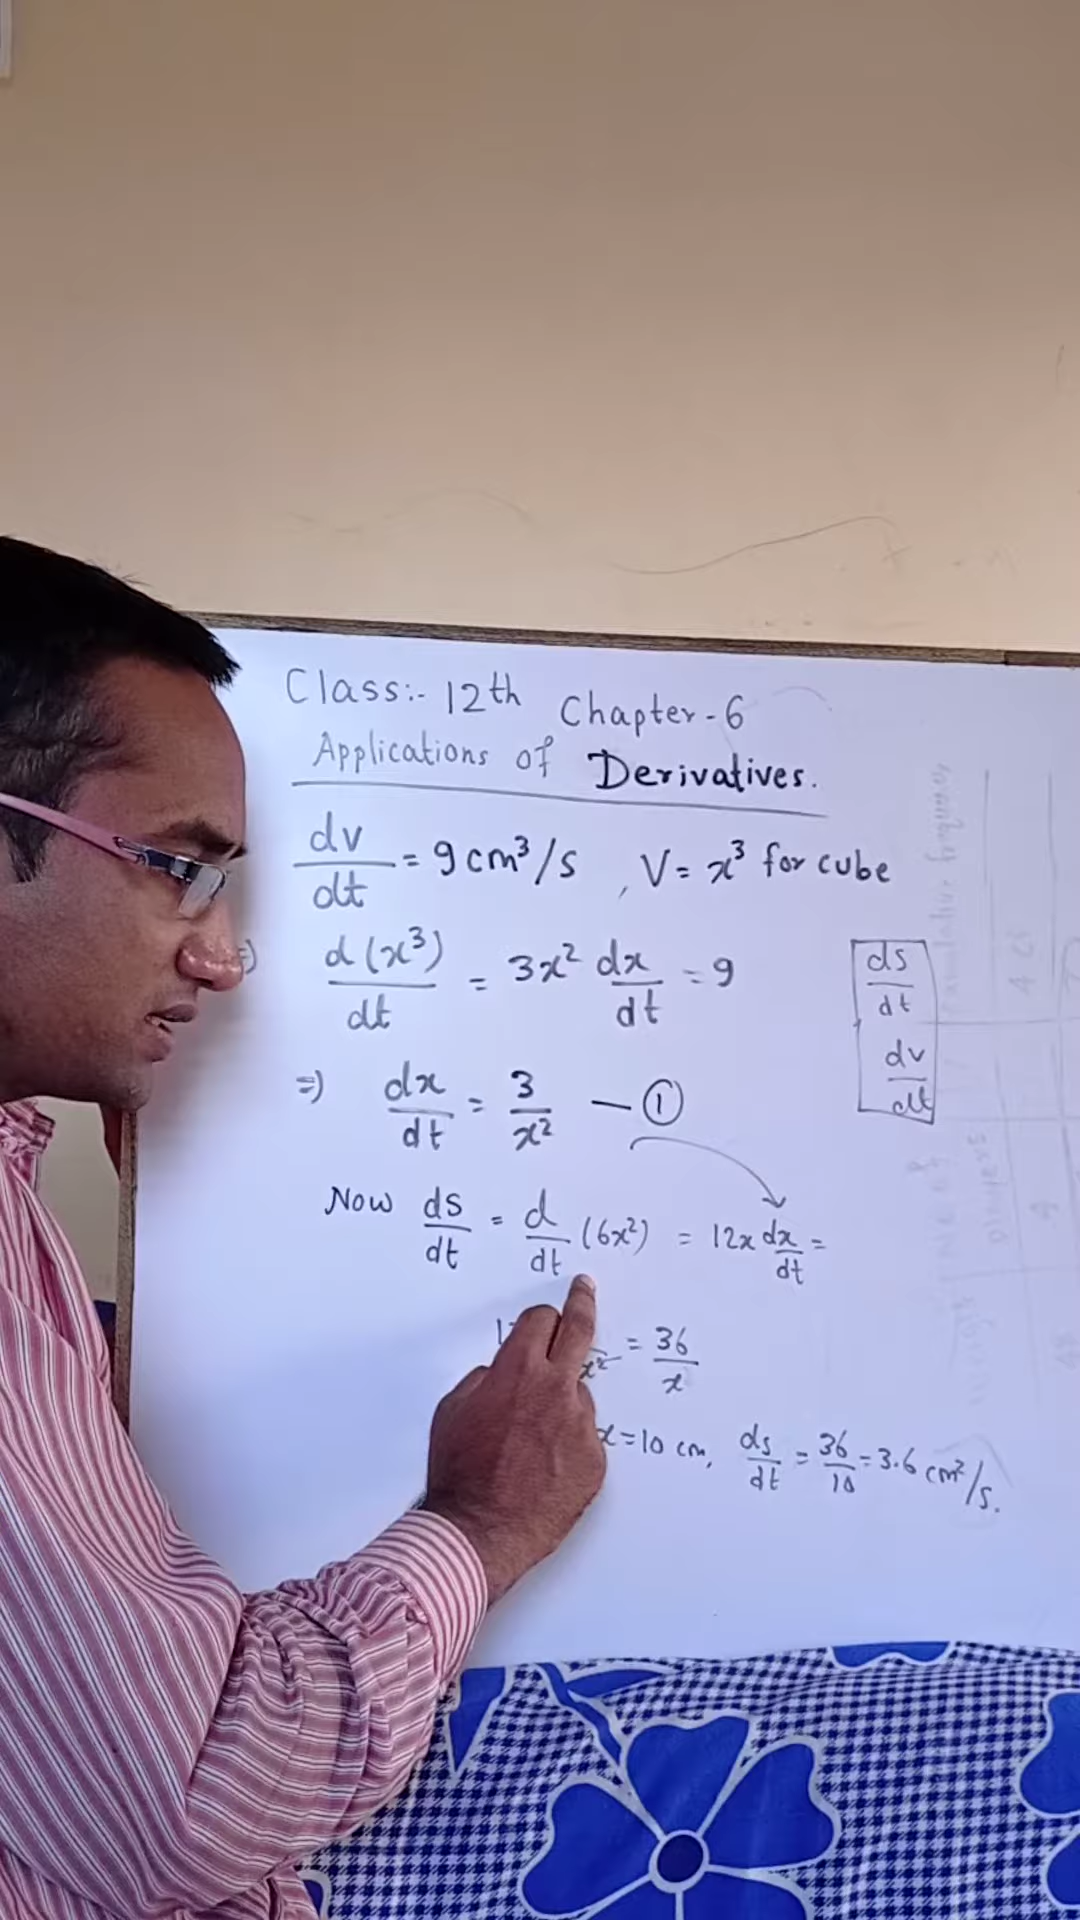 Class:- 12th Chapter-6
Applications of Derivatives.
dv/dt = 9 cm³/s , V = x³ for cube
=) d(x³)/dt = 3x² dx/dt = 9
=) dx/dt = 3/x² — ①
ds/dt
dv/dt
Now ds/dt = d/dt (6x²) = 12x dx/dt =
= 36/x
x=10 cm, ds/dt = 36/10 = 3.6 cm²/s.